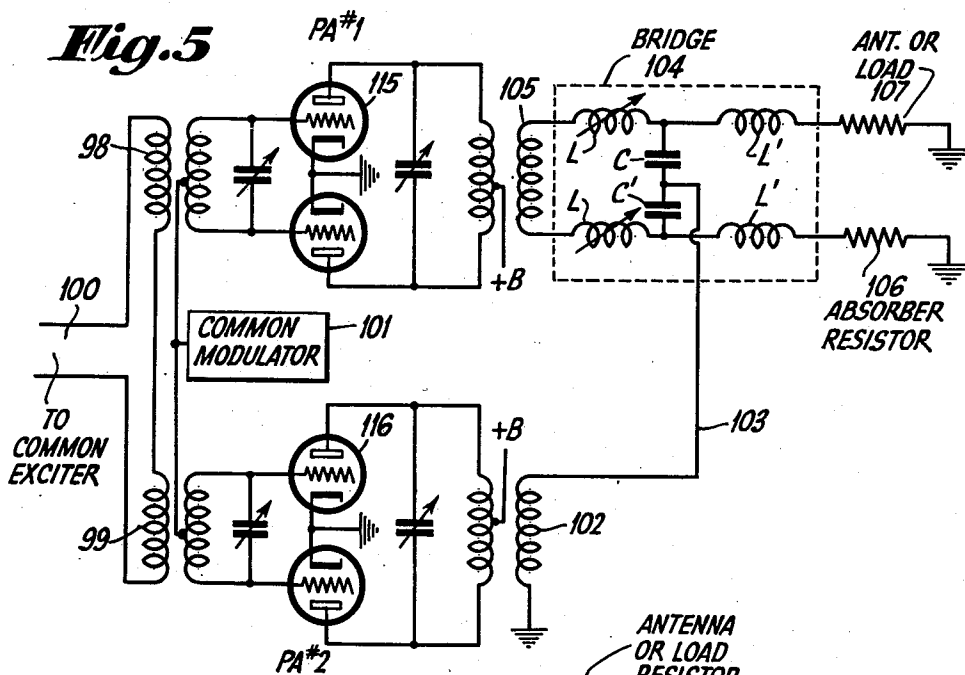 Fig.5
PA#1
115
98
105
BRIDGE
104
ANT. OR
LOAD
107
L
C
L'
C'
L
L'
+B
106
ABSORBER
RESISTOR
100
COMMON
MODULATOR
101
TO
COMMON
EXCITER
116
+B
103
99
102
PA#2
ANTENNA
OR LOAD
RESISTOR